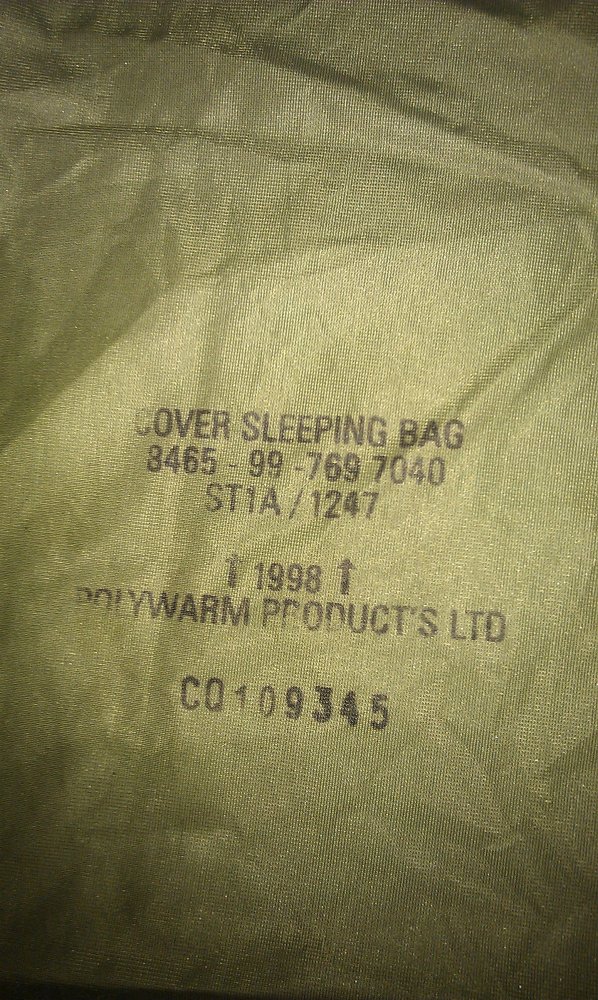 COVER SLEEPING BAG
8465 - 99 - 769 7040
ST1A / 1247
↑ 1998 ↑
POLYWARM PRODUCT'S LTD
CQ109345